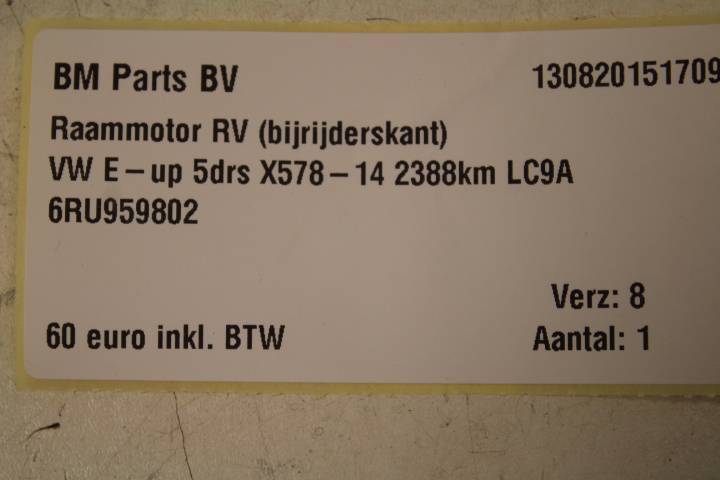 BM Parts BV 130820151709
Raammotor RV (bijrijderskant)
VW E-up 5drs X578-14 2388km LC9A
6RU959802
Verz: 8
60 euro inkl. BTW Aantal: 1